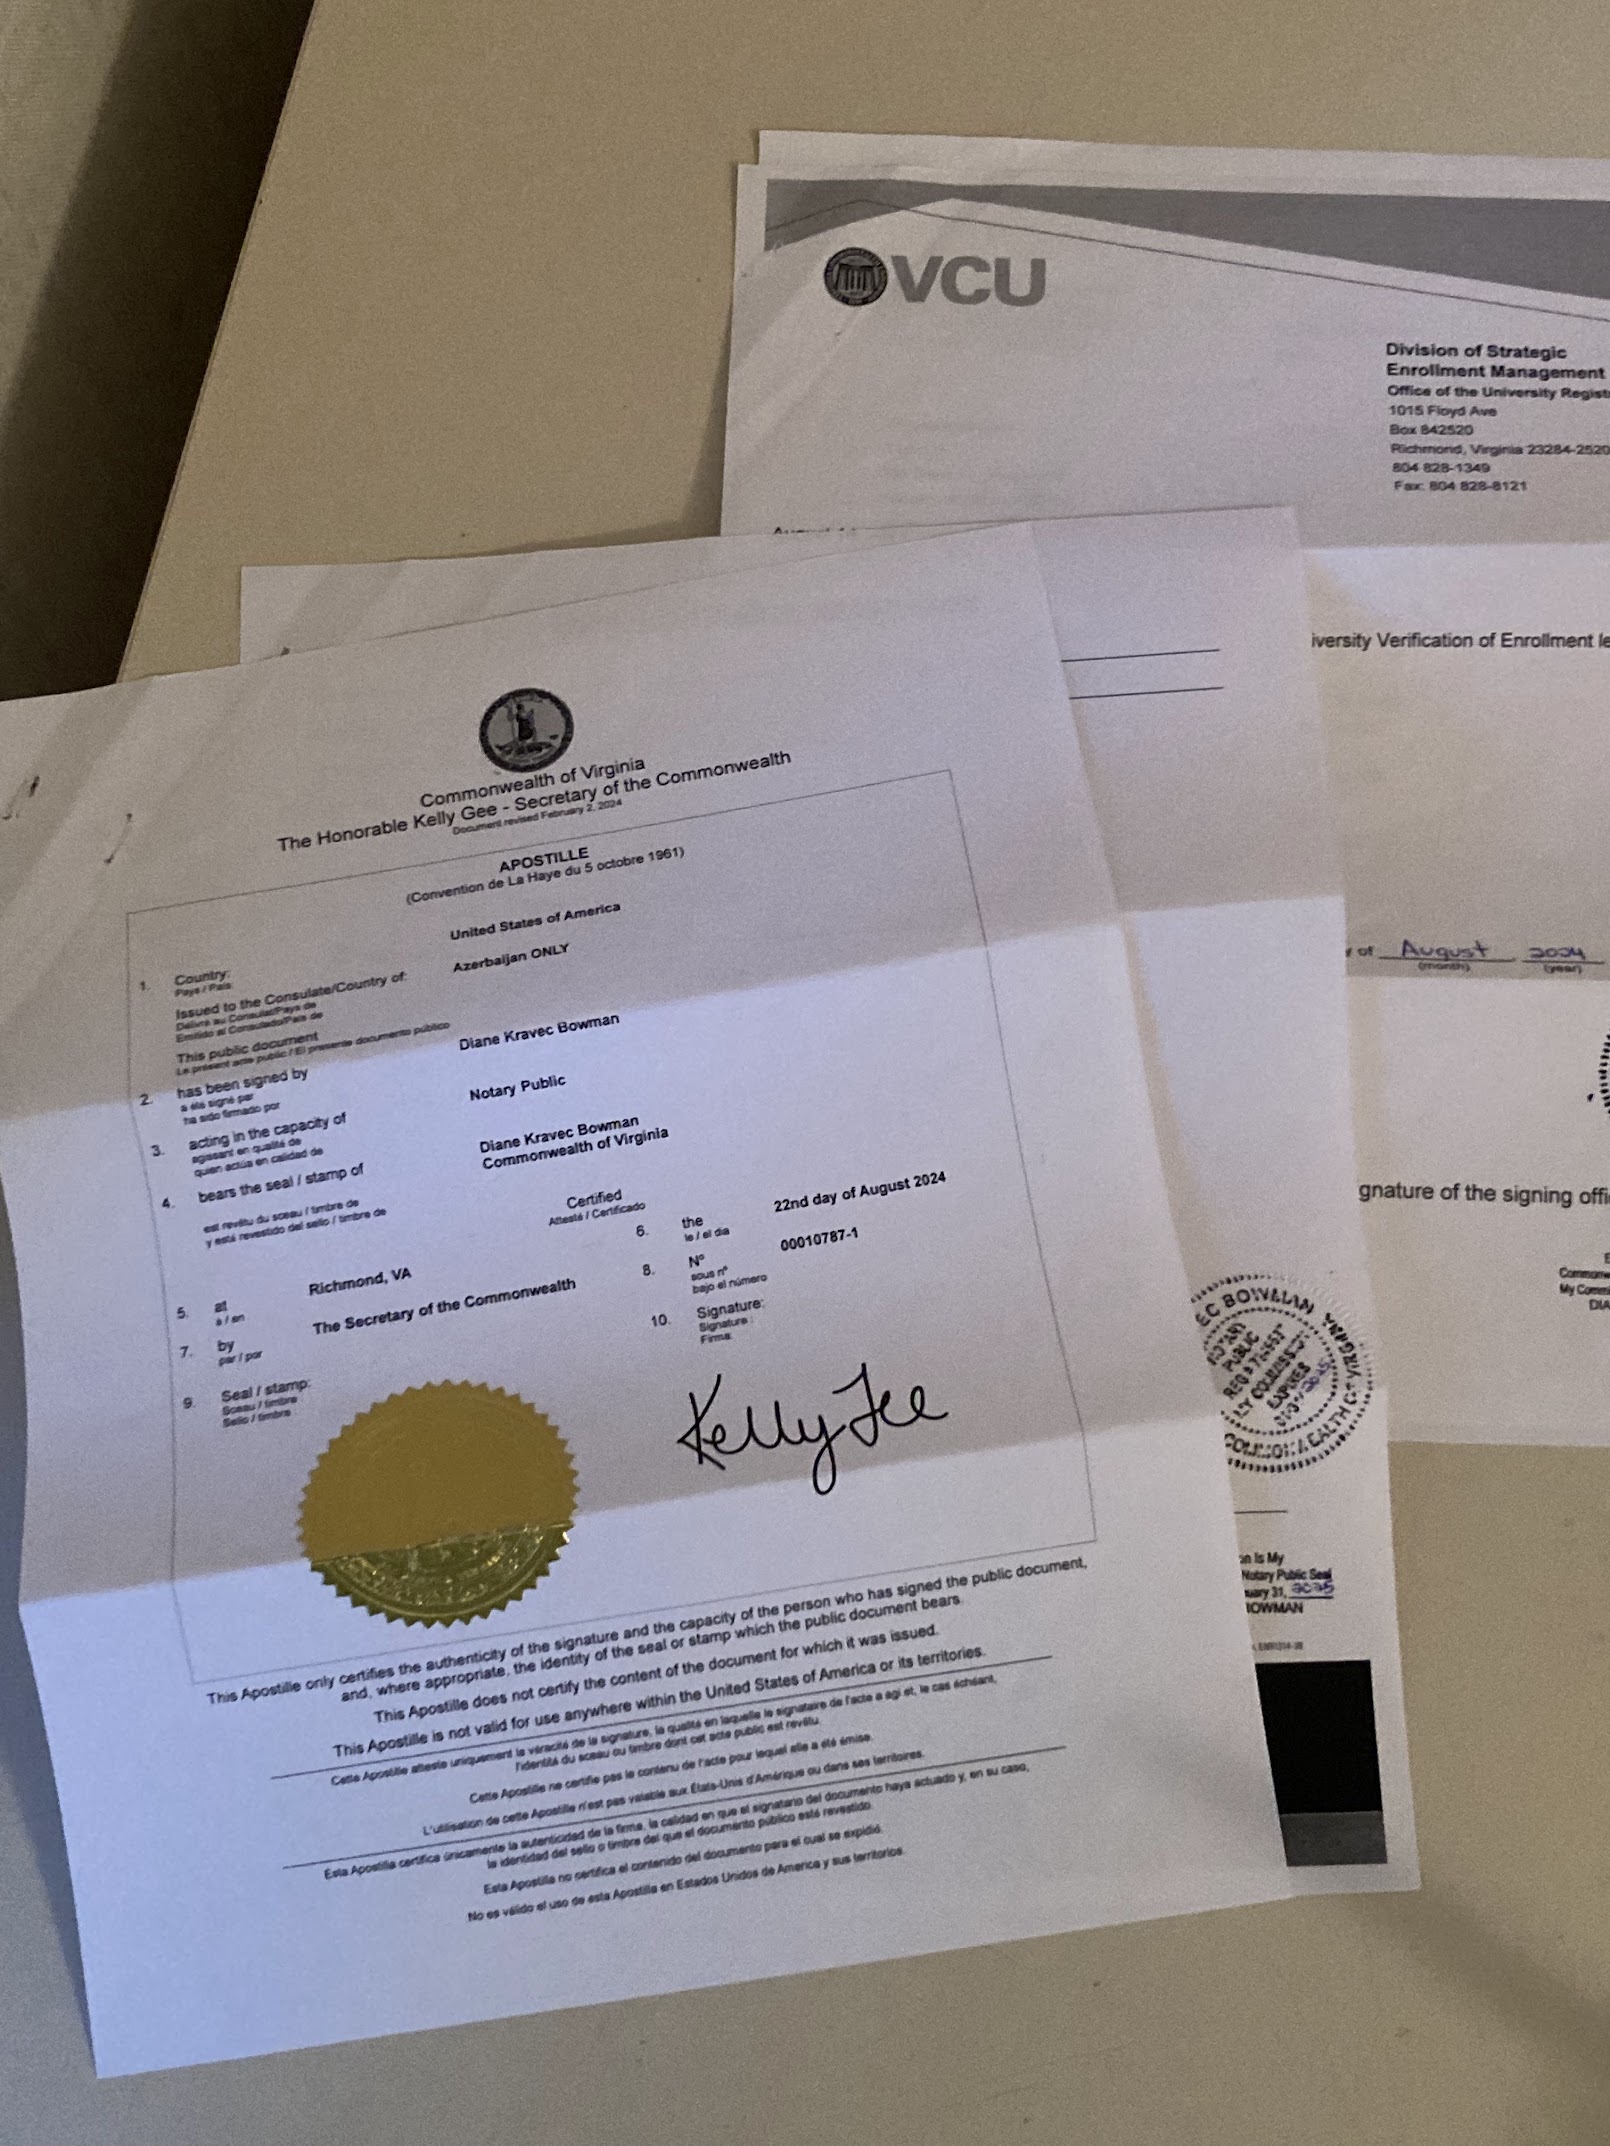 VCU
Division of Strategic
Enrollment Management
Office of the University
1015 Floyd Ave
Box 842520
Richmond, Virginia 23284-2520
804 828-1349
Fax: 804 828-8121
iversity Verification of Enrollment
of August 2024
(month) (year)
gnature of the signing
Commonwealth of Virginia
The Honorable Kelly Gee - Secretary of the Commonwealth
Document revised February 2, 2024
APOSTILLE
(Convention de La Haye du 5 octobre 1961)
1. Country: United States of America
Pays / País:
Issued to the Consulate/Country of: Azerbaijan ONLY
Délivré au Consulat/Pays de
Emitido al Consulado/País de
This public document
Le présent acte public / El presente documento público
2. has been signed by Diane Kravec Bowman
a été signé par
ha sido firmado por
3. acting in the capacity of Notary Public
agissant en qualité de
quien actúa en calidad de
4. bears the seal / stamp of Diane Kravec Bowman
Commonwealth of Virginia
est revêtu du sceau / timbre de
y está revestido del sello / timbre de
Certified
Attesté / Certificado
5. at Richmond, VA
à / en
6. the 22nd day of August 2024
le / el día
7. by The Secretary of the Commonwealth
par / por
8. Nº 00010787-1
sous nº
bajo el número
9. Seal / stamp:
Sceau / timbre :
Sello / timbre :
10. Signature:
Signature :
Firma:
Kelly Gee
This Apostille only certifies the authenticity of the signature and the capacity of the person who has signed the public document,
and, where appropriate, the identity of the seal or stamp which the public document bears.
This Apostille does not certify the content of the document for which it was issued.
This Apostille is not valid for use anywhere within the United States of America or its territories.
Cette Apostille atteste uniquement la véracité de la signature, la qualité en laquelle le signataire de l'acte a agi et, le cas échéant,
l'identité du sceau ou timbre dont cet acte public est revêtu.
Cette Apostille ne certifie pas le contenu de l'acte pour lequel elle a été émise.
L'utilisation de cette Apostille n'est pas valable aux États-Unis d'Amérique ou dans ses territoires.
Esta Apostilla certifica únicamente la autenticidad de la firma, la calidad en que el signatario del documento haya actuado y, en su caso,
la identidad del sello o timbre del que el documento público está revestido.
Esta Apostilla no certifica el contenido del documento para el cual se expidió.
No es válido el uso de esta Apostilla en Estados Unidos de America y sus territorios.
EC BOWMAN
NOTARY
PUBLIC
REG #
MY COMMISSION
EXPIRES
COMMONWEALTH OF VIRGINIA
on Is My
Notary Public Seal
uary 31, 2025
BOWMAN
My
DIA